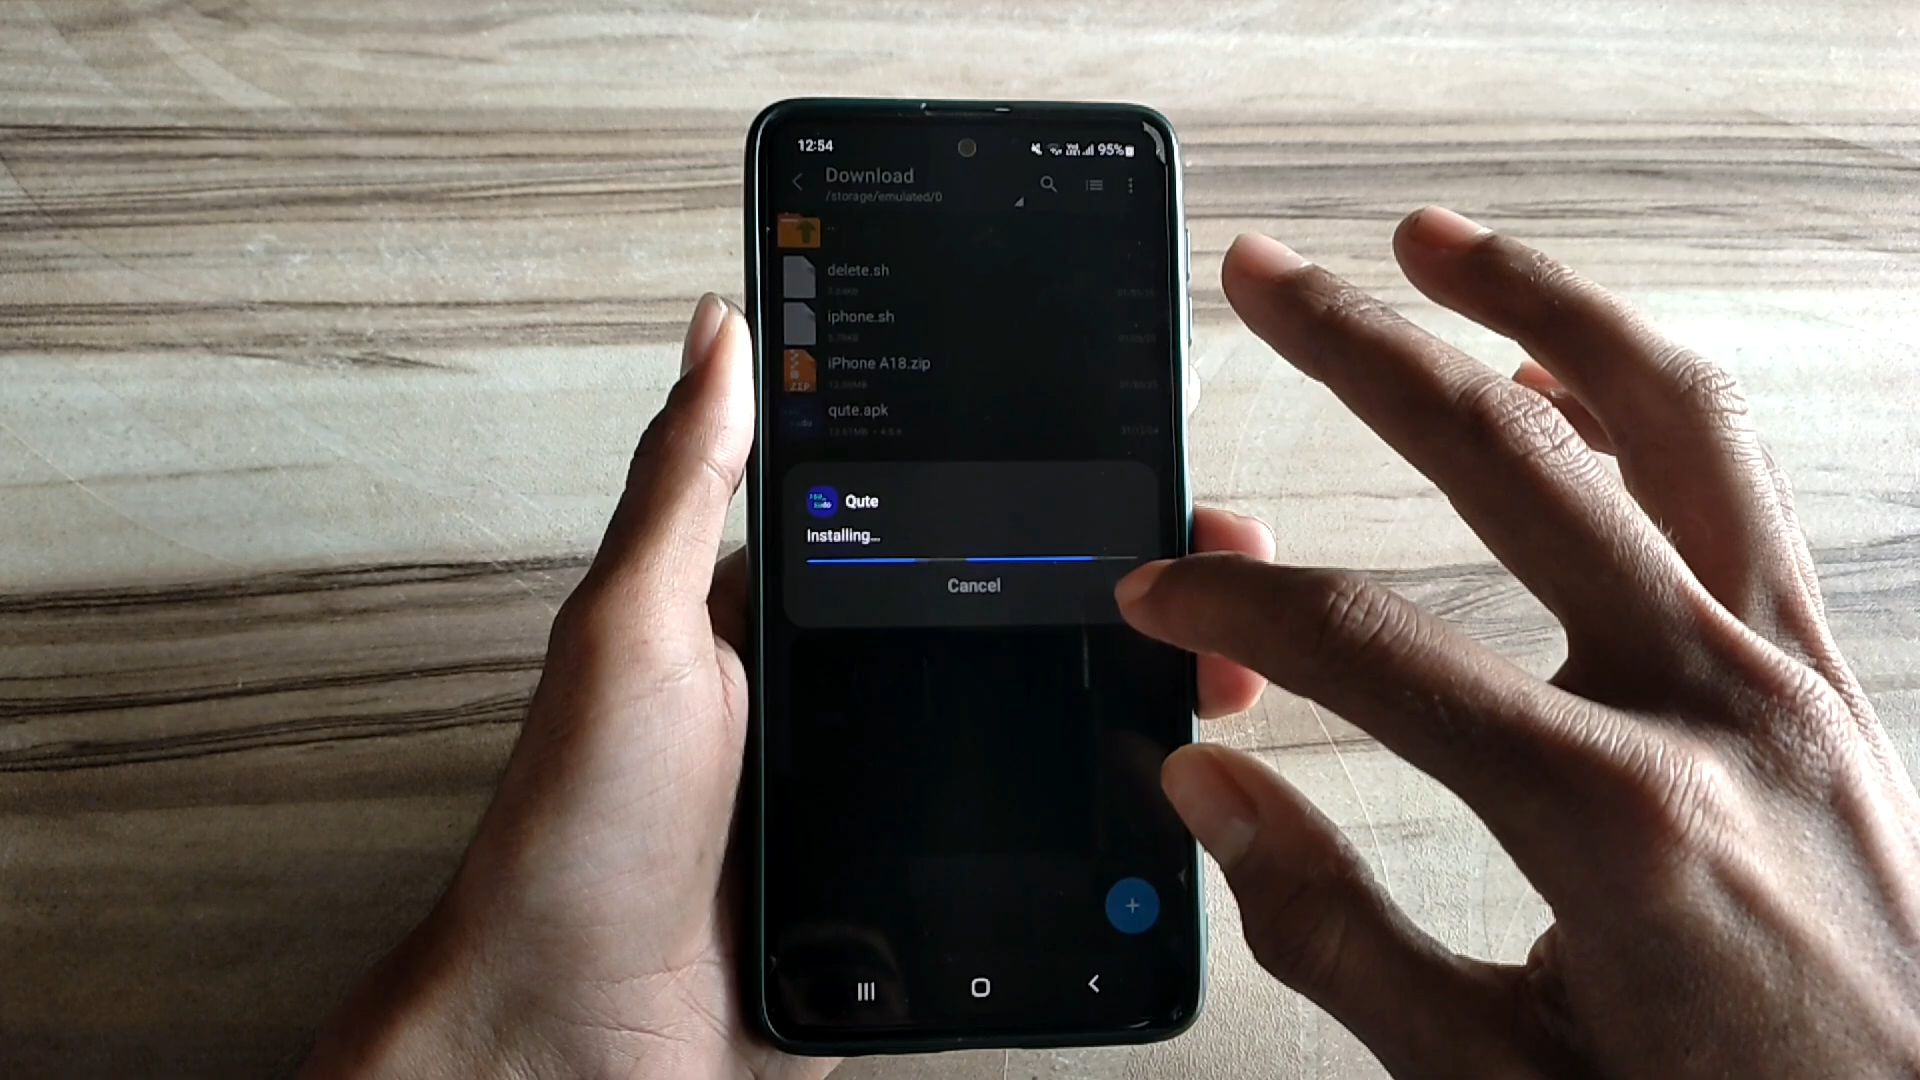 12:54
95%
Download
/storage/emulated/0
..
delete.sh
iphone.sh
iPhone A18.zip
ZIP
qute.apk
Qute
Installing...
Cancel